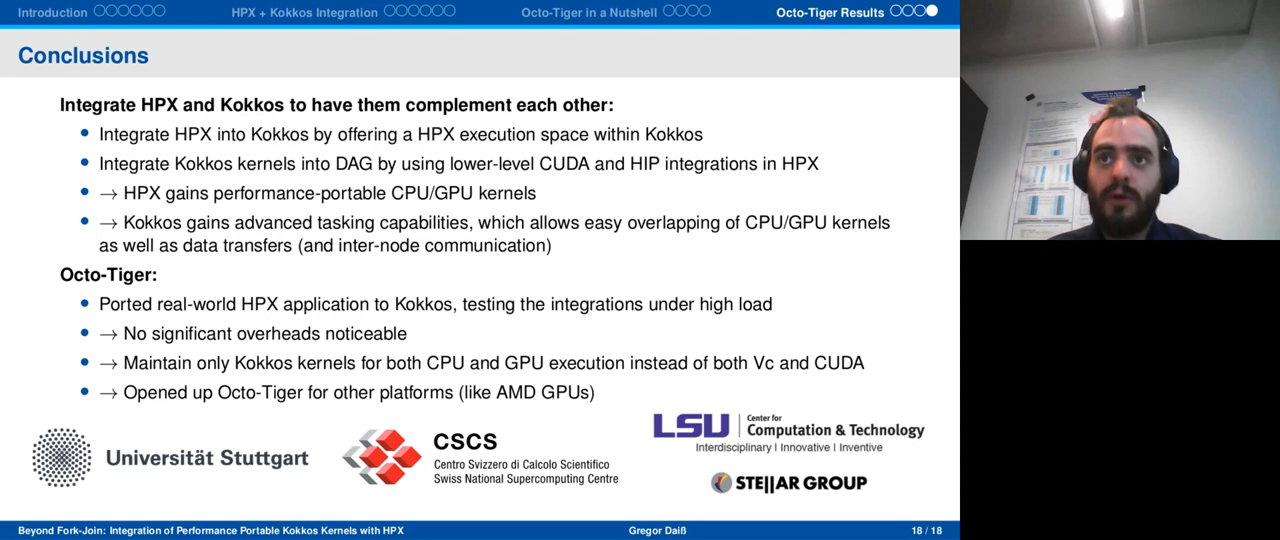 Introduction HPX + Kokkos Integration Octo-Tiger in a Nutshell Octo-Tiger Results
Conclusions
Integrate HPX and Kokkos to have them complement each other:
• Integrate HPX into Kokkos by offering a HPX execution space within Kokkos
• Integrate Kokkos kernels into DAG by using lower-level CUDA and HIP integrations in HPX
• → HPX gains performance-portable CPU/GPU kernels
• → Kokkos gains advanced tasking capabilities, which allows easy overlapping of CPU/GPU kernels
as well as data transfers (and inter-node communication)
Octo-Tiger:
• Ported real-world HPX application to Kokkos, testing the integrations under high load
• → No significant overheads noticeable
• → Maintain only Kokkos kernels for both CPU and GPU execution instead of both Vc and CUDA
• → Opened up Octo-Tiger for other platforms (like AMD GPUs)
Universität Stuttgart
CSCS
Centro Svizzero di Calcolo Scientifico
Swiss National Supercomputing Centre
LSU
Center for
Computation & Technology
Interdisciplinary | Innovative | Inventive
STE||AR GROUP
Beyond Fork-Join: Integration of Performance Portable Kokkos Kernels with HPX Gregor Daiß 18 / 18